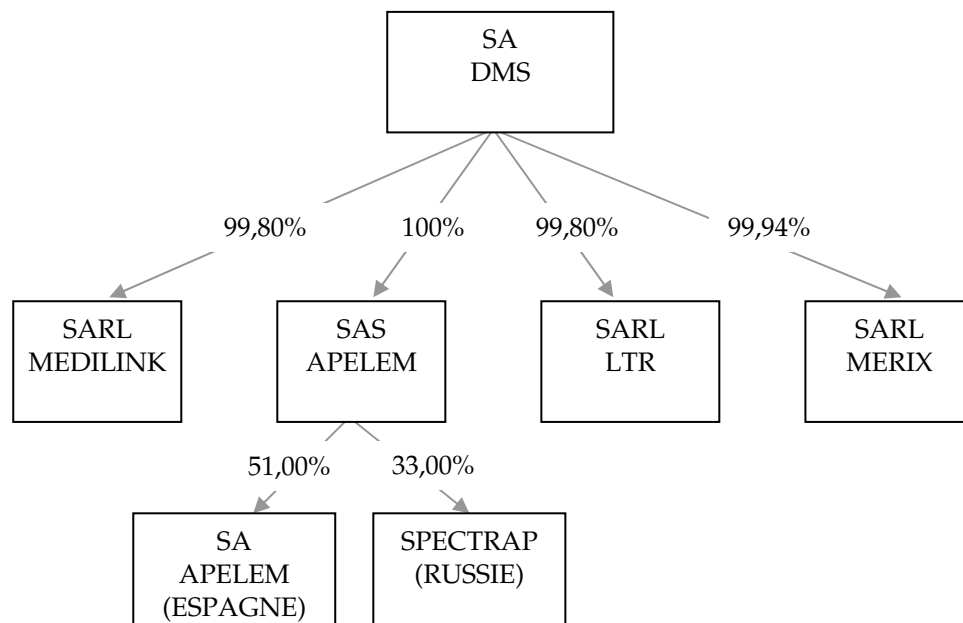 SA
DMS
99,80%
100%
99,80%
99,94%
SARL
MEDILINK
SAS
APELEM
SARL
LTR
SARL
MERIX
51,00%
33,00%
SA
APELEM
(ESPAGNE)
SPECTRAP
(RUSSIE)